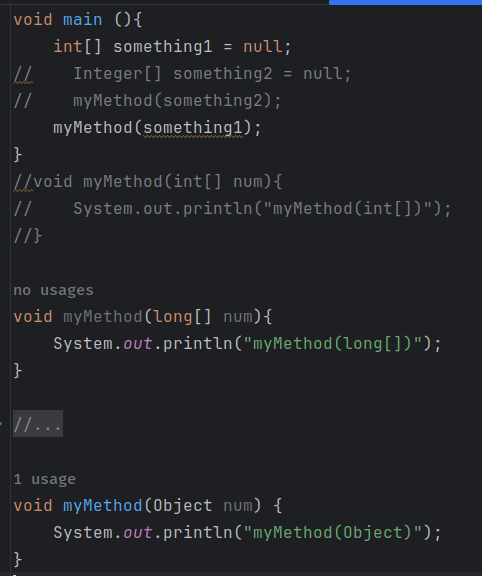 void main (){
    int[] something1 = null;
//    Integer[] something2 = null;
//    myMethod(something2);
    myMethod(something1);
}
//void myMethod(int[] num){
//    System.out.println("myMethod(int[])");
//}
no usages
void myMethod(long[] num){
    System.out.println("myMethod(long[])");
}
//...
1 usage
void myMethod(Object num) {
    System.out.println("myMethod(Object)");
}